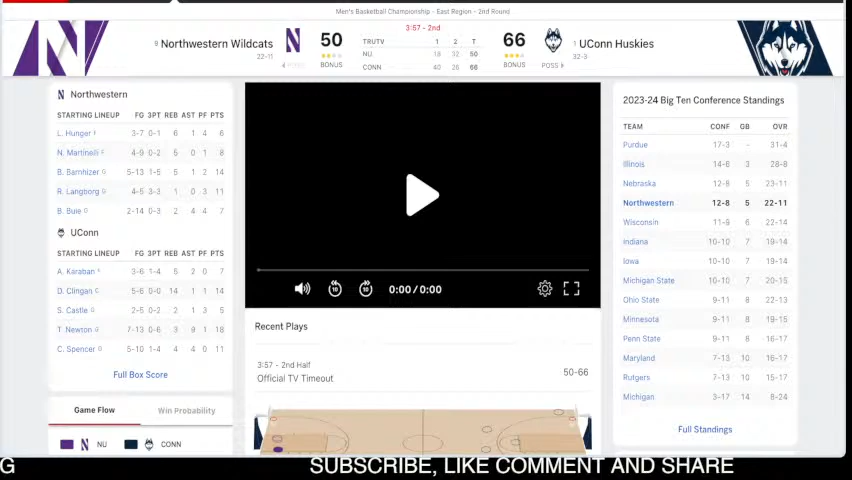 Men's Basketball Championship - East Region - 2nd Round
9 Northwestern Wildcats
22-11
50
BONUS
3:57 - 2nd
TRUTV 1 2 T
NU 18 32 50
CONN 40 26 66
66
BONUS
POSS
1 UConn Huskies
32-3
Northwestern
STARTING LINEUP FG 3PT REB AST PF PTS
L. Hunger F 3-7 0-1 6 1 4 6
N. Martinelli F 4-9 0-2 5 0 1 8
B. Barnhizer G 5-13 1-5 5 1 2 14
R. Langborg G 4-5 3-3 1 0 3 11
B. Buie G 2-14 0-3 2 4 4 7
UConn
STARTING LINEUP FG 3PT REB AST PF PTS
A. Karaban F 3-6 1-4 5 2 0 7
D. Clingan C 5-6 0-0 14 1 1 14
S. Castle G 2-5 0-2 2 1 3 5
T. Newton G 7-13 0-6 3 9 1 18
C. Spencer G 5-10 1-4 4 4 0 11
Full Box Score
Game Flow Win Probability
NU CONN
10 10 0:00 / 0:00
Recent Plays
3:57 - 2nd Half
Official TV Timeout
50-66
2023-24 Big Ten Conference Standings
TEAM CONF GB OVR
Purdue 17-3 - 31-4
Illinois 14-6 3 28-8
Nebraska 12-8 5 23-11
Northwestern 12-8 5 22-11
Wisconsin 11-9 6 22-14
Indiana 10-10 7 19-14
Iowa 10-10 7 19-14
Michigan State 10-10 7 20-15
Ohio State 9-11 8 22-13
Minnesota 9-11 8 19-15
Penn State 9-11 8 16-17
Maryland 7-13 10 16-17
Rutgers 7-13 10 15-17
Michigan 3-17 14 8-24
Full Standings
G SUBSCRIBE, LIKE COMMENT AND SHARE